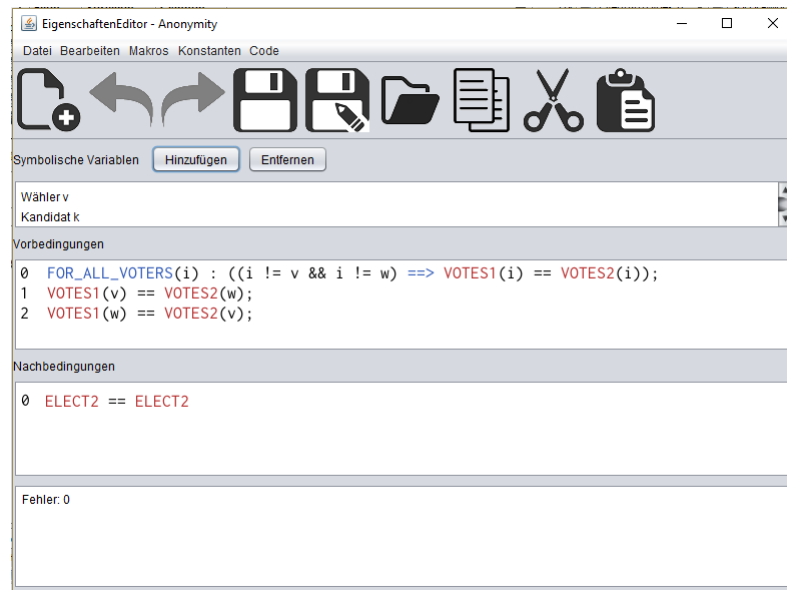 EigenschaftenEditor - Anonymity
Datei Bearbeiten Makros Konstanten Code
Symbolische Variablen Hinzufügen Entfernen
Wähler v
Kandidat k
Vorbedingungen
0 FOR_ALL_VOTERS(i) : ((i != v && i != w) ==> VOTES1(i) == VOTES2(i));
1 VOTES1(v) == VOTES2(w);
2 VOTES1(w) == VOTES2(v);
Nachbedingungen
0 ELECT2 == ELECT2
Fehler: 0